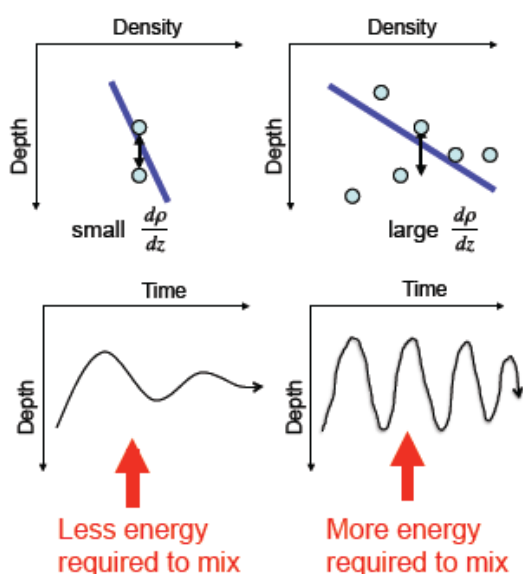 Density
Density
Depth
Depth
small dρ/dz
large dρ/dz
Time
Time
Depth
Depth
Less energy
required to mix
More energy
required to mix